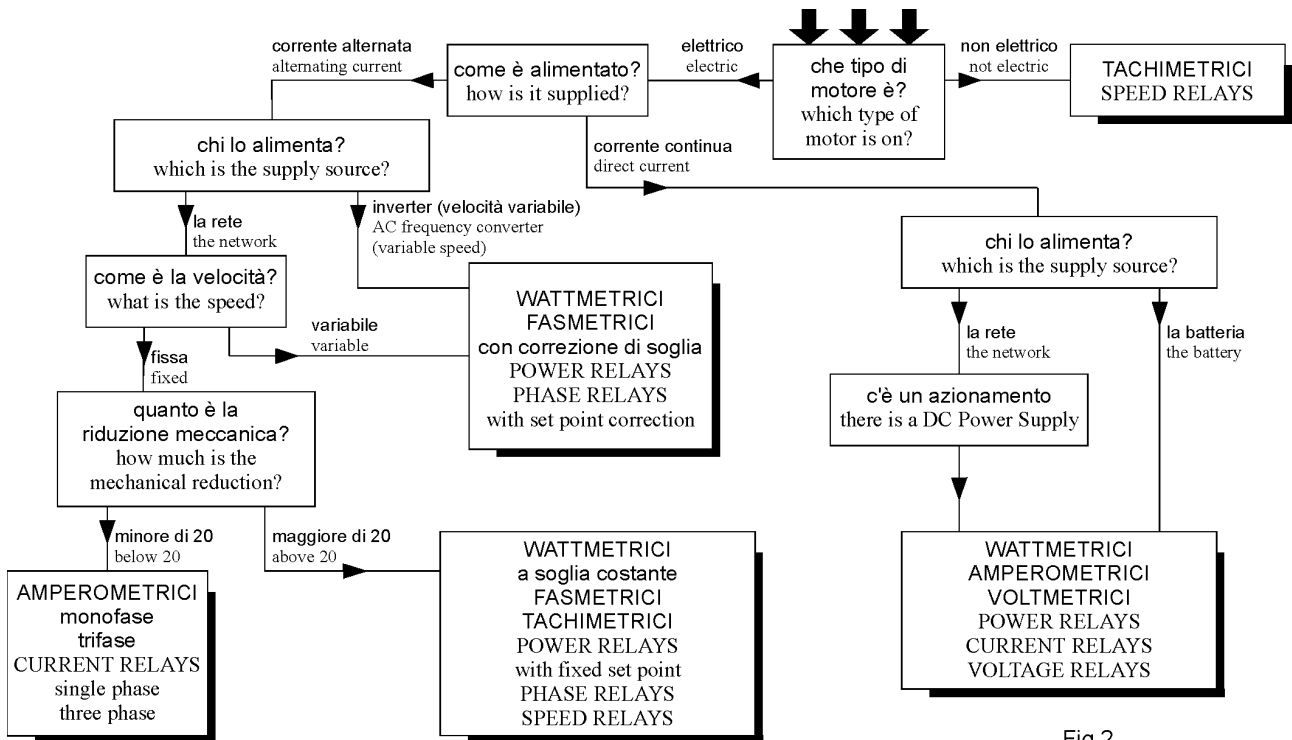 che tipo di
motore è?
which type of
motor is on?
non elettrico
not electric
TACHIMETRICI
SPEED RELAYS
elettrico
electric
come è alimentato?
how is it supplied?
corrente alternata
alternating current
chi lo alimenta?
which is the supply source?
la rete
the network
inverter (velocità variabile)
AC frequency converter
(variable speed)
come è la velocità?
what is the speed?
variabile
variable
WATTMETRICI
FASMETRICI
con correzione di soglia
POWER RELAYS
PHASE RELAYS
with set point correction
fissa
fixed
quanto è la
riduzione meccanica?
how much is the
mechanical reduction?
minore di 20
below 20
AMPEROMETRICI
monofase
trifase
CURRENT RELAYS
single phase
three phase
maggiore di 20
above 20
WATTMETRICI
a soglia costante
FASMETRICI
TACHIMETRICI
POWER RELAYS
with fixed set point
PHASE RELAYS
SPEED RELAYS
corrente continua
direct current
chi lo alimenta?
which is the supply source?
la rete
the network
la batteria
the battery
c'è un azionamento
there is a DC Power Supply
WATTMETRICI
AMPEROMETRICI
VOLTMETRICI
POWER RELAYS
CURRENT RELAYS
VOLTAGE RELAYS
Fig 2